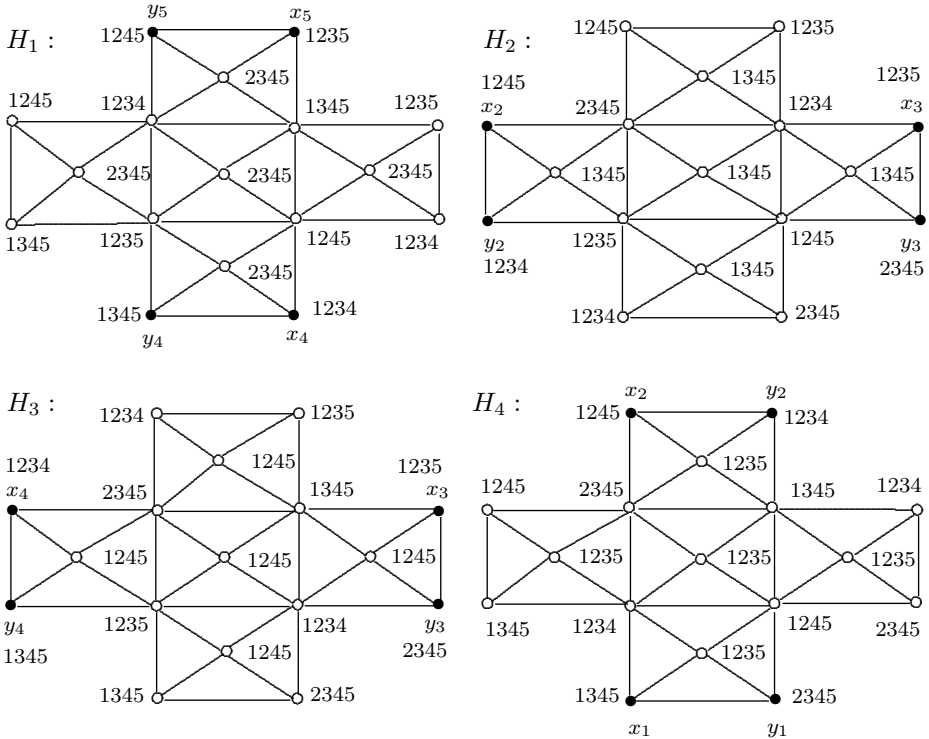 H₁ :
y₅ x₅
1245 1235
2345
1245 1234 1345 1235
2345 2345 2345
1345 1235 1245 1234
2345
1345 1234
y₄ x₄
H₂ :
1245 1235
1345
1245 1235
x₂ 2345 1234 x₃
1345 1345 1345
y₂ 1235 1245 y₃
1234 2345
1345
1234 2345
H₃ :
1234 1235
1245
1234 1235
x₄ 2345 1345 x₃
1245 1245 1245
y₄ 1235 1234 y₃
1345 2345
1245
1345 2345
H₄ :
x₂ y₂
1245 1234
1235
1245 2345 1345 1234
1235 1235 1235
1345 1234 1245 2345
1235
1345 2345
x₁ y₁